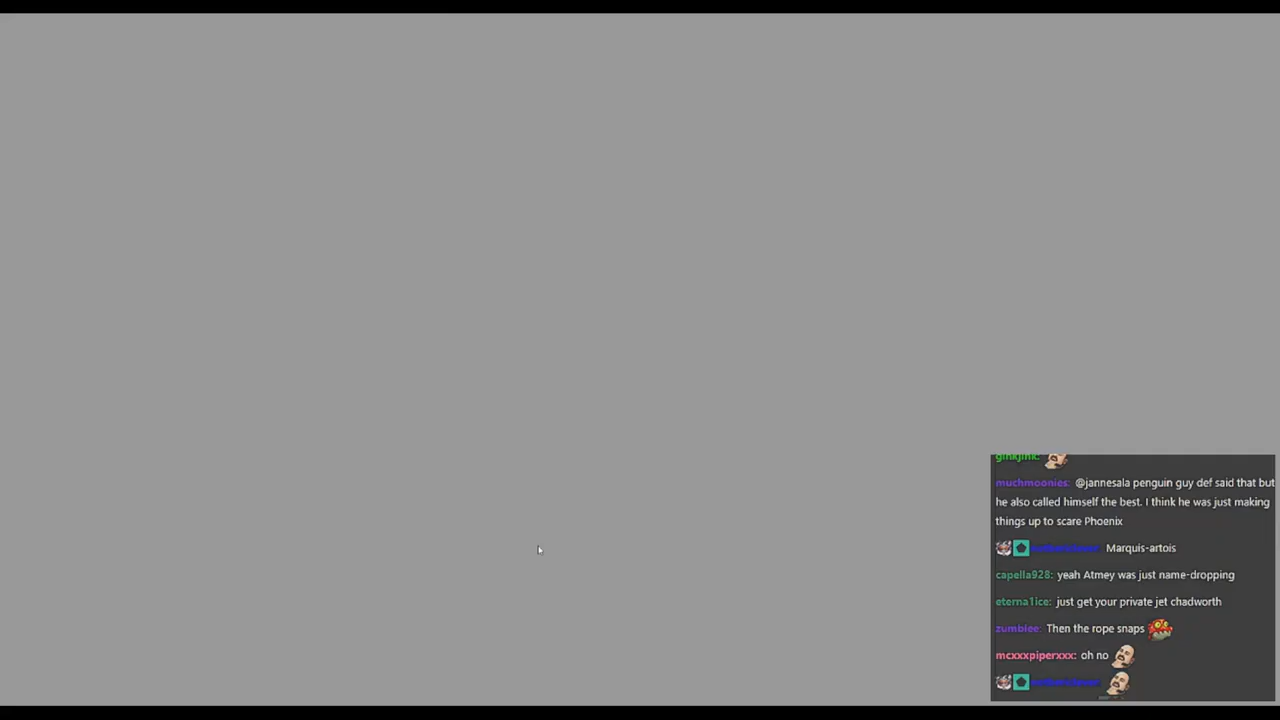 ginkjink:
muchmoonies: @jannesala penguin guy def said that but
he also called himself the best. I think he was just making
things up to scare Phoenix
Marquis-artois
capella928: yeah Atmey was just name-dropping
eterna1ice: just get your private jet chadworth
zumblee: Then the rope snaps
mcxxxpiperxxx: oh no